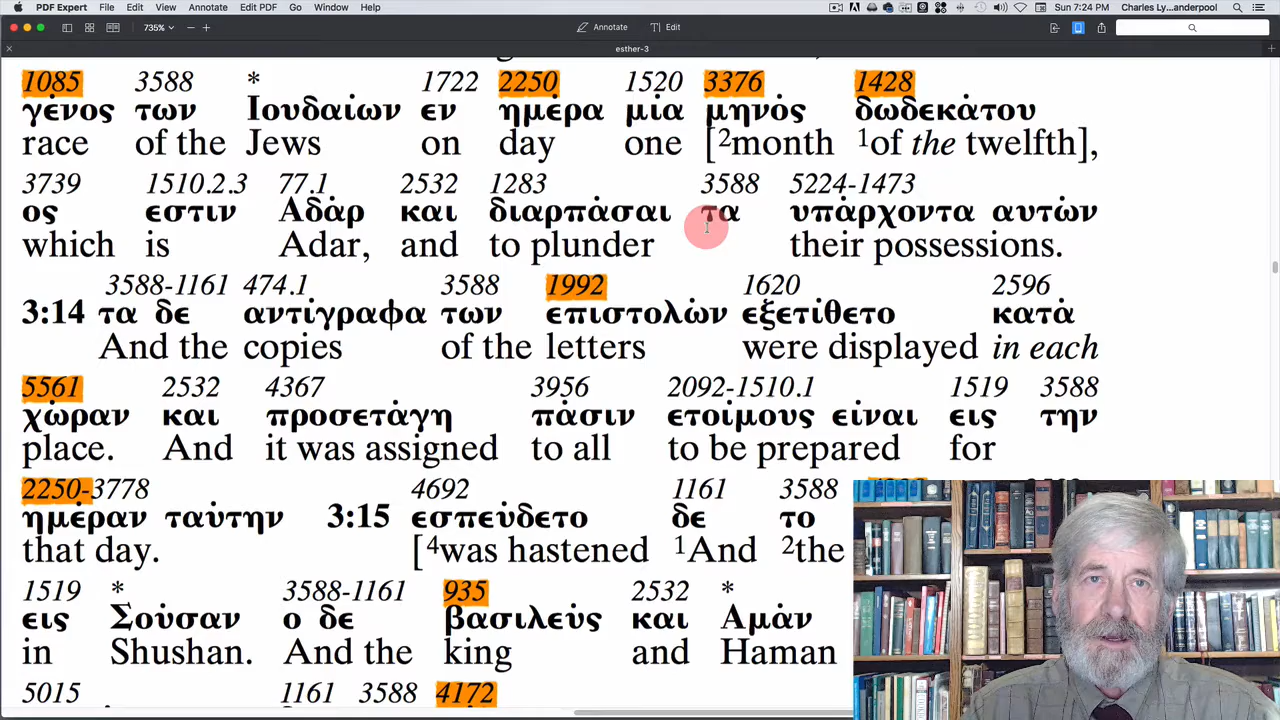 PDF Expert File Edit View Annotate Edit PDF Go Window Help Sun 7:24 PM Charles Ly...anderpool
735% Annotate Edit
esther-3
1085 3588 * 1722 2250 1520 3376 1428
γένος των Ιουδαίων εν ημέρα μία μηνός δωδεκάτου
race of the Jews on day one [²month ¹of the twelfth],
3739 1510.2.3 77.1 2532 1283 3588 5224-1473
ος εστιν Αδάρ και διαρπάσαι τα υπάρχοντα αυτών
which is Adar, and to plunder their possessions.
3588-1161 474.1 3588 1992 1620 2596
3:14 τα δε αντίγραφα των επιστολών εξετίθετο κατά
And the copies of the letters were displayed in each
5561 2532 4367 3956 2092-1510.1 1519 3588
χώραν και προσετάγη πάσιν ετοίμους είναι εις την
place. And it was assigned to all to be prepared for
2250-3778 4692 1161 3588
ημέραν ταύτην 3:15 εσπεύδετο δε το
that day. [⁴was hastened ¹And ²the
1519 * 3588-1161 935 2532 *
εις Σούσαν ο δε βασιλεύς και Αμάν
in Shushan. And the king and Haman
5015 1161 3588 4172